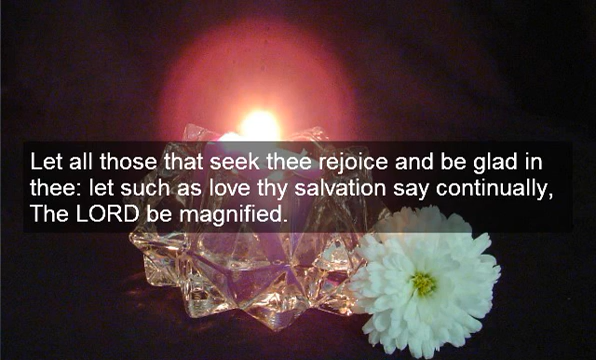 Let all those that seek thee rejoice and be glad in
thee: let such as love thy salvation say continually,
The LORD be magnified.